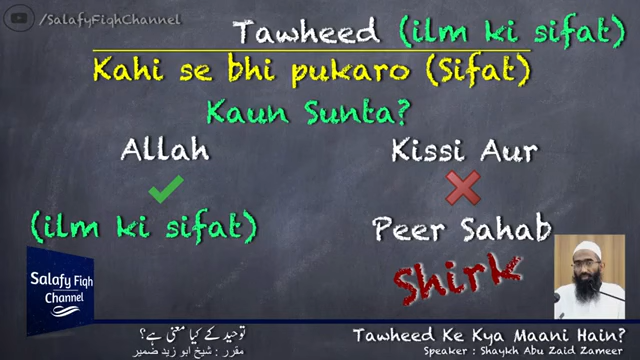 /SalafyFiqhChannel
Tawheed (ilm ki sifat)
Kahi se bhi pukaro (Sifat)
Kaun Sunta?
Allah
Kissi Aur
(ilm ki sifat)
Peer Sahab
Shirk
Salafy Fiqh
Channel
توحید کے کیا معنی ہے؟
مقرر : شیخ ابو زید ضمیر
Tawheed Ke Kya Maani Hain?
Speaker : Shaykh Abu Zaid Zameer